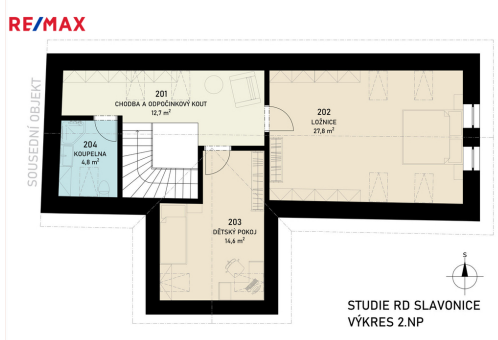 RE/MAX
SOUSEDNÍ OBJEKT
201
CHODBA A ODPOČINKOVÝ KOUT
12,7 m²
202
LOŽNICE
27,8 m²
204
KOUPELNA
4,8 m²
203
DĚTSKÝ POKOJ
14,6 m²
S
STUDIE RD SLAVONICE
VÝKRES 2.NP